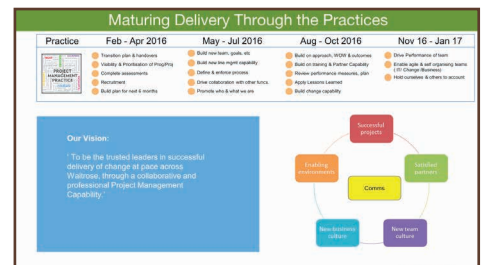 Maturing Delivery Through the Practices
Practice
Feb - Apr 2016
May - Jul 2016
Aug - Oct 2016
Nov 16 - Jan 17
PROJECT
MANAGEMENT
PRACTICE
Transition plan & handovers
Visibility & Prioritisation of Prog/Proj
Complete assessments
Recruitment
Build plan for next 6 months
Build new team, goals, etc
Build new line mgmt capability
Define & enforce process
Drive collaboration with other funcs.
Promote who & what we are
Build on approach, WOW & outcomes
Build on training & Partner Capability
Review performance measures, plan
Apply Lessons Learned
Build change capability
Drive Performance of team
Enable agile & self organising teams
( IT/ Change /Business)
Hold ourselves & others to account
Our Vision:
' To be the trusted leaders in successful
delivery of change at pace across
Waitrose, through a collaborative and
professional Project Management
Capability.'
Successful
projects
Enabling
environments
Satisfied
partners
Comms
New business
culture
New team
culture